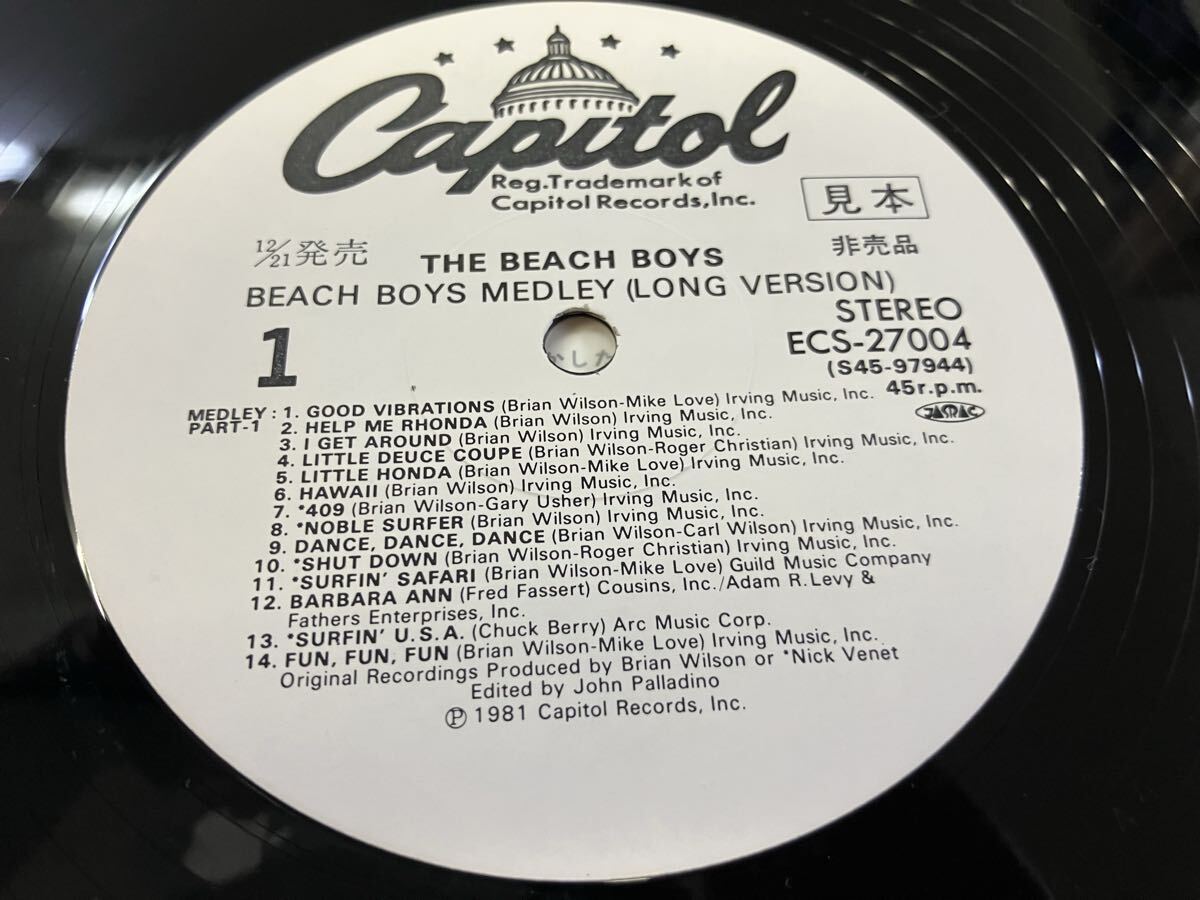 Capitol
Reg.Trademark of
Capitol Records,Inc.
見本
12/21発売
THE BEACH BOYS
非売品
BEACH BOYS MEDLEY (LONG VERSION)
1
STEREO
ECS-27004
(S45-97944)
45r.p.m.
JASRAC
MEDLEY:
PART-1
1. GOOD VIBRATIONS (Brian Wilson-Mike Love) Irving Music, Inc.
2. HELP ME RHONDA (Brian Wilson) Irving Music, Inc.
3. I GET AROUND (Brian Wilson) Irving Music, Inc.
4. LITTLE DEUCE COUPE (Brian Wilson-Roger Christian) Irving Music, Inc.
5. LITTLE HONDA (Brian Wilson-Mike Love) Irving Music, Inc.
6. HAWAII (Brian Wilson) Irving Music, Inc.
7. *409 (Brian Wilson-Gary Usher) Irving Music, Inc.
8. *NOBLE SURFER (Brian Wilson) Irving Music, Inc.
9. DANCE, DANCE, DANCE (Brian Wilson-Carl Wilson) Irving Music, Inc.
10. *SHUT DOWN (Brian Wilson-Roger Christian) Irving Music, Inc.
11. *SURFIN' SAFARI (Brian Wilson-Mike Love) Guild Music Company
12. BARBARA ANN (Fred Fassert) Cousins, Inc./Adam R.Levy &
Fathers Enterprises, Inc.
13. *SURFIN' U.S.A. (Chuck Berry) Arc Music Corp.
14. FUN, FUN, FUN (Brian Wilson-Mike Love) Irving Music, Inc.
Original Recordings Produced by Brian Wilson or *Nick Venet
Edited by John Palladino
Ⓟ 1981 Capitol Records, Inc.